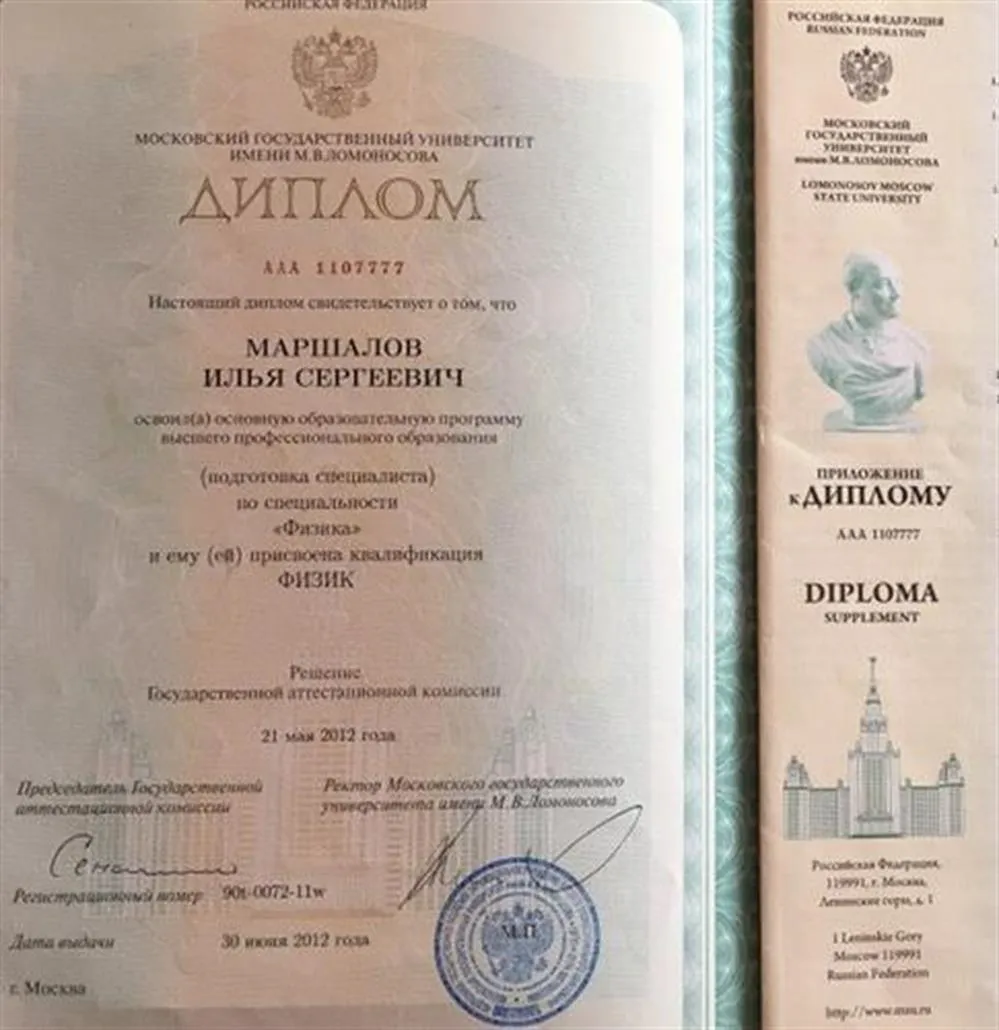 РОССИЙСКАЯ ФЕДЕРАЦИЯ
МОСКОВСКИЙ ГОСУДАРСТВЕННЫЙ УНИВЕРСИТЕТ
ИМЕНИ М.В.ЛОМОНОСОВА
ДИПЛОМ
ААА 1107777
Настоящий диплом свидетельствует о том, что
МАРШАЛОВ
ИЛЬЯ СЕРГЕЕВИЧ
освоил(а) основную образовательную программу
высшего профессионального образования
(подготовка специалиста)
по специальности
«Физика»
и ему (ей) присвоена квалификация
ФИЗИК
Решение
Государственной аттестационной комиссии
21 мая 2012 года
Председатель Государственной
аттестационной комиссии
Ректор Московского государственного
университета имени М.В.Ломоносова
Регистрационный номер 90t-0072-11w
Дата выдачи 30 июня 2012 года
М.П.
г. Москва
РОССИЙСКАЯ ФЕДЕРАЦИЯ
RUSSIAN FEDERATION
МОСКОВСКИЙ
ГОСУДАРСТВЕННЫЙ
УНИВЕРСИТЕТ
имени М.В.ЛОМОНОСОВА
LOMONOSOV MOSCOW
STATE UNIVERSITY
ПРИЛОЖЕНИЕ
к ДИПЛОМУ
ААА 1107777
DIPLOMA
SUPPLEMENT
Российская Федерация,
119991, г. Москва,
Ленинские горы, д. 1
1 Leninskie Gory
Moscow 119991
Russian Federation
http://www.msu.ru